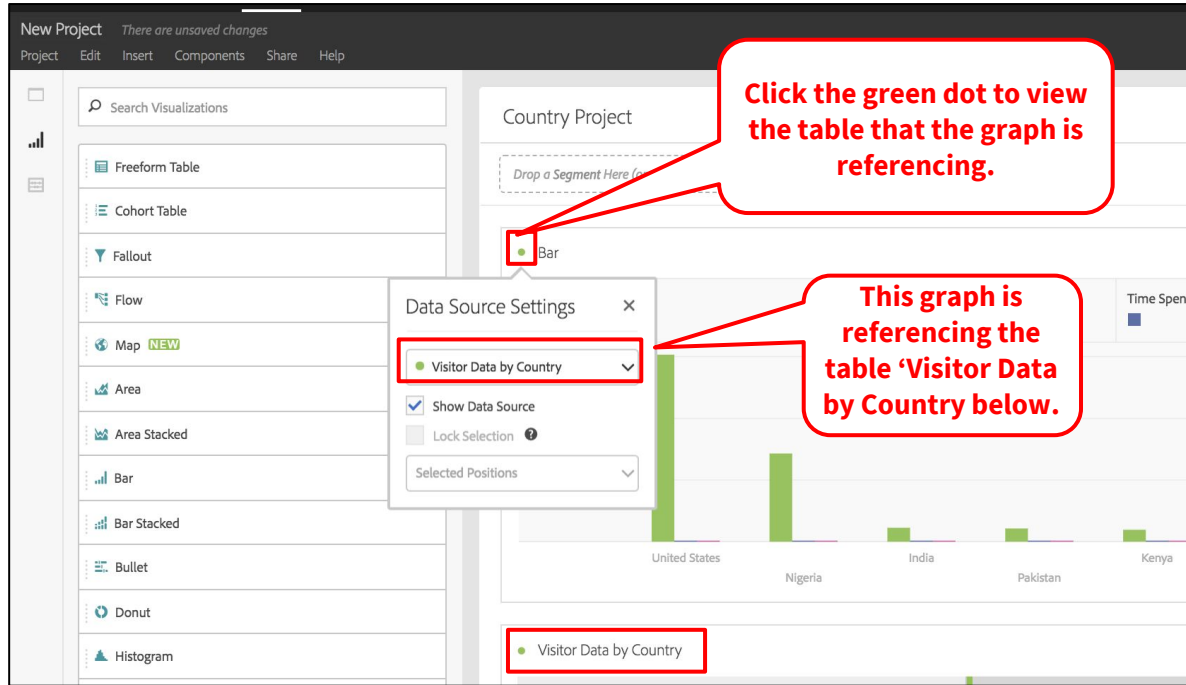 New Project There are unsaved changes
Project Edit Insert Components Share Help
Search Visualizations
Freeform Table
Cohort Table
Fallout
Flow
Map NEW
Area
Area Stacked
Bar
Bar Stacked
Bullet
Donut
Histogram
Country Project
Drop a Segment Here (or
Click the green dot to view
the table that the graph is
referencing.
Bar
Data Source Settings
Visitor Data by Country
Show Data Source
Lock Selection ?
Selected Positions
This graph is
referencing the
table ‘Visitor Data
by Country below.
Time Spen
United States
Nigeria
India
Pakistan
Kenya
Visitor Data by Country